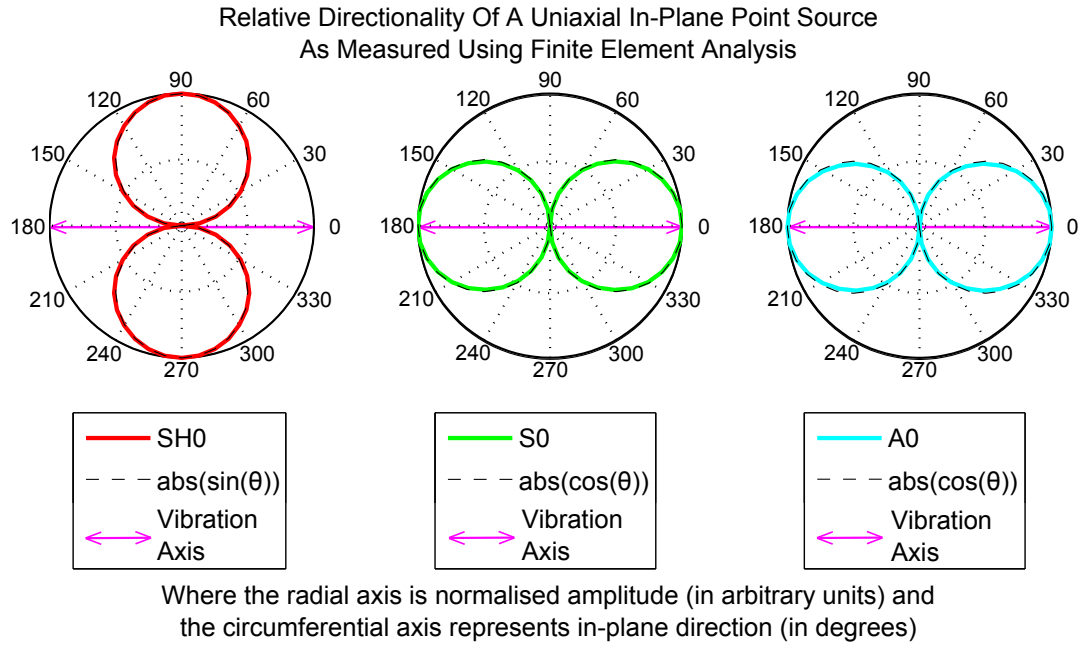 Relative Directionality Of A Uniaxial In-Plane Point Source
As Measured Using Finite Element Analysis
90
120
60
150
30
180
0
210
330
240
300
270
90
120
60
150
30
180
0
210
330
240
300
270
90
120
60
150
30
180
0
210
330
240
300
270
SH0
abs(sin(θ))
Vibration
Axis
S0
abs(cos(θ))
Vibration
Axis
A0
abs(cos(θ))
Vibration
Axis
Where the radial axis is normalised amplitude (in arbitrary units) and
the circumferential axis represents in-plane direction (in degrees)